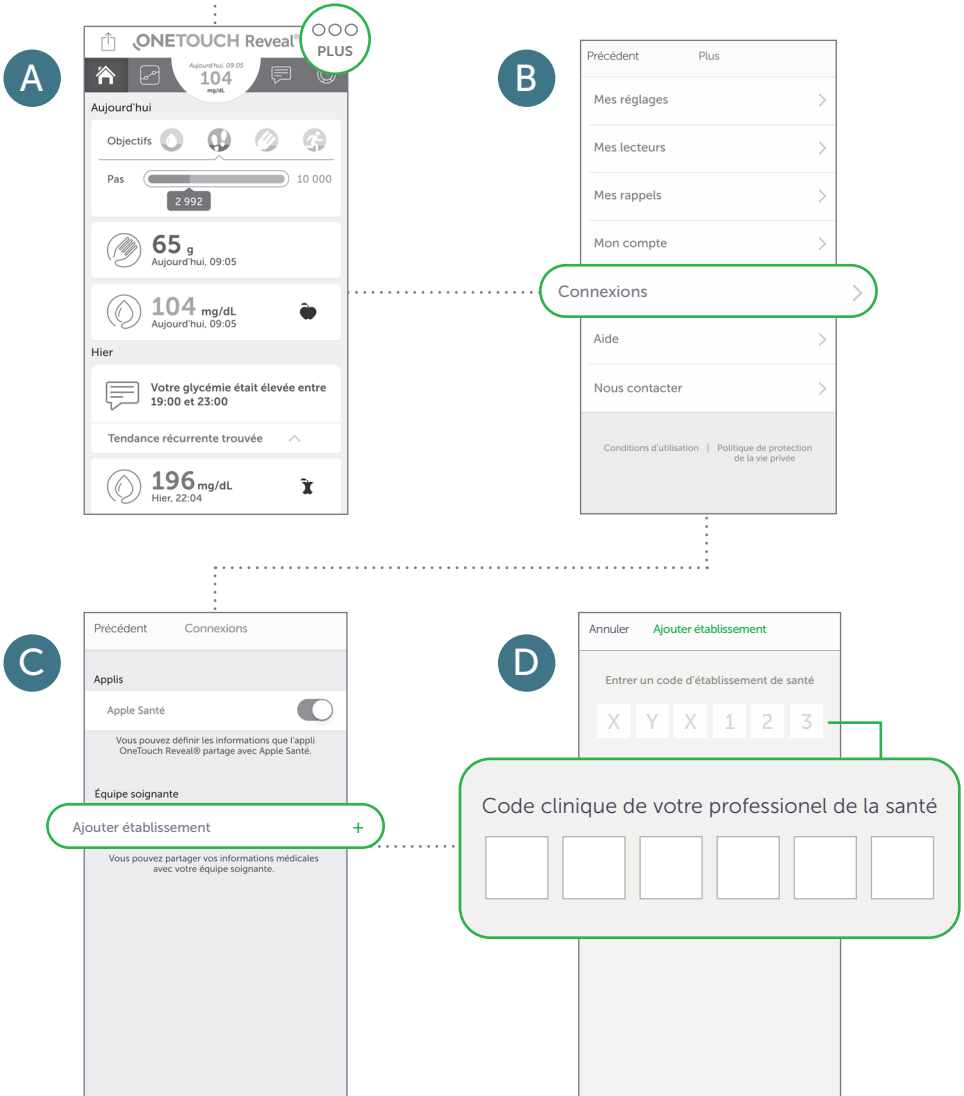 A
ONETOUCH Reveal®
PLUS
Aujourd'hui, 09:05
104
mg/dL
Aujourd'hui
Objectifs
Pas
10 000
2 992
65 g
Aujourd'hui, 09:05
104 mg/dL
Aujourd'hui, 09:05
Hier
Votre glycémie était élevée entre
19:00 et 23:00
Tendance récurrente trouvée
196 mg/dL
Hier, 22:04
B
Précédent Plus
Mes réglages
Mes lecteurs
Mes rappels
Mon compte
Connexions
Aide
Nous contacter
Conditions d'utilisation | Politique de protection
de la vie privée
C
Précédent Connexions
Applis
Apple Santé
Vous pouvez définir les informations que l'appli
OneTouch Reveal® partage avec Apple Santé.
Équipe soignante
Ajouter établissement +
Vous pouvez partager vos informations médicales
avec votre équipe soignante.
D
Annuler Ajouter établissement
Entrer un code d'établissement de santé
X Y X 1 2 3
Code clinique de votre professionel de la santé